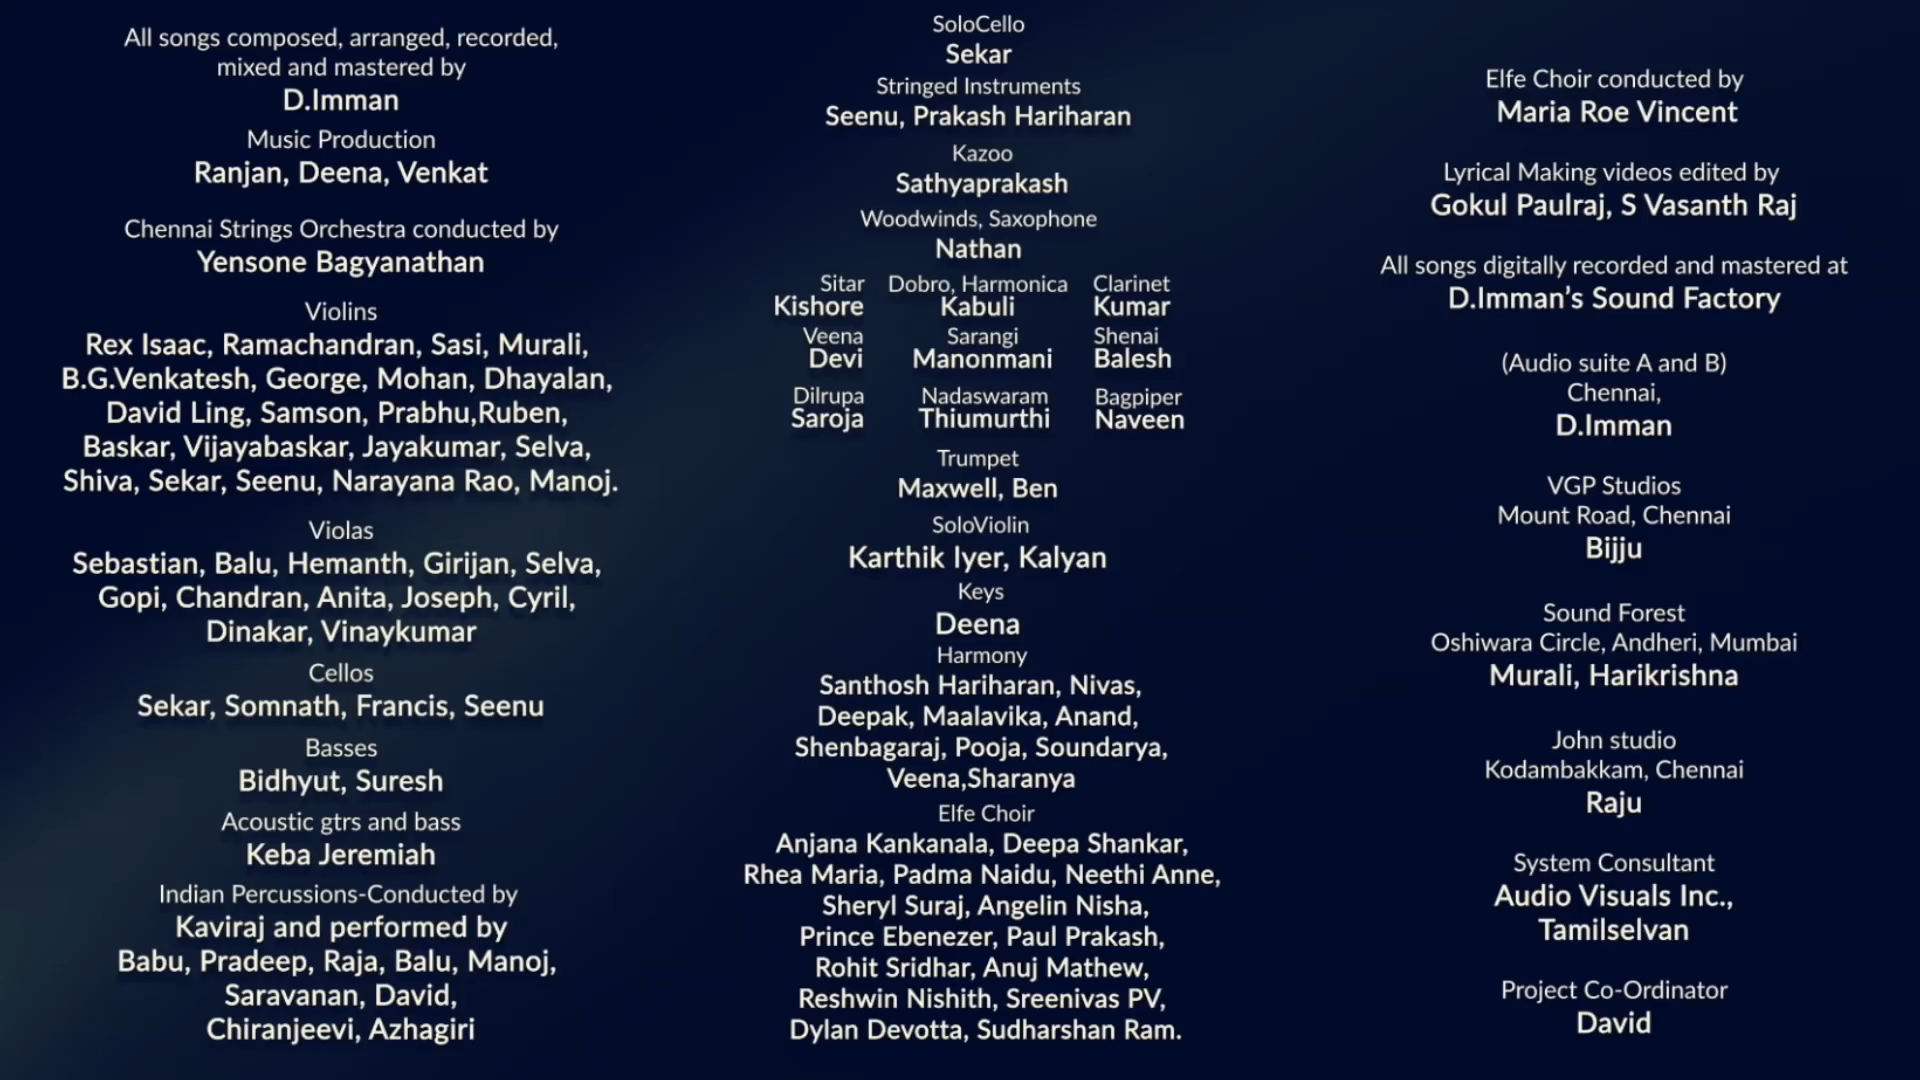 All songs composed, arranged, recorded,
mixed and mastered by
D.Imman
Music Production
Ranjan, Deena, Venkat
Chennai Strings Orchestra conducted by
Yensone Bagyanathan
Violins
Rex Isaac, Ramachandran, Sasi, Murali,
B.G.Venkatesh, George, Mohan, Dhayalan,
David Ling, Samson, Prabhu,Ruben,
Baskar, Vijayabaskar, Jayakumar, Selva,
Shiva, Sekar, Seenu, Narayana Rao, Manoj.
Violas
Sebastian, Balu, Hemanth, Girijan, Selva,
Gopi, Chandran, Anita, Joseph, Cyril,
Dinakar, Vinaykumar
Cellos
Sekar, Somnath, Francis, Seenu
Basses
Bidhyut, Suresh
Acoustic gtrs and bass
Keba Jeremiah
Indian Percussions-Conducted by
Kaviraj and performed by
Babu, Pradeep, Raja, Balu, Manoj,
Saravanan, David,
Chiranjeevi, Azhagiri
SoloCello
Sekar
Stringed Instruments
Seenu, Prakash Hariharan
Kazoo
Sathyaprakash
Woodwinds, Saxophone
Nathan
Sitar Dobro, Harmonica Clarinet
Kishore Kabuli Kumar
Veena Sarangi Shenai
Devi Manonmani Balesh
Dilrupa Nadaswaram Bagpiper
Saroja Thiumurthi Naveen
Trumpet
Maxwell, Ben
SoloViolin
Karthik Iyer, Kalyan
Keys
Deena
Harmony
Santhosh Hariharan, Nivas,
Deepak, Maalavika, Anand,
Shenbagaraj, Pooja, Soundarya,
Veena,Sharanya
Elfe Choir
Anjana Kankanala, Deepa Shankar,
Rhea Maria, Padma Naidu, Neethi Anne,
Sheryl Suraj, Angelin Nisha,
Prince Ebenezer, Paul Prakash,
Rohit Sridhar, Anuj Mathew,
Reshwin Nishith, Sreenivas PV,
Dylan Devotta, Sudharshan Ram.
Elfe Choir conducted by
Maria Roe Vincent
Lyrical Making videos edited by
Gokul Paulraj, S Vasanth Raj
All songs digitally recorded and mastered at
D.Imman’s Sound Factory
(Audio suite A and B)
Chennai,
D.Imman
VGP Studios
Mount Road, Chennai
Bijju
Sound Forest
Oshiwara Circle, Andheri, Mumbai
Murali, Harikrishna
John studio
Kodambakkam, Chennai
Raju
System Consultant
Audio Visuals Inc.,
Tamilselvan
Project Co-Ordinator
David